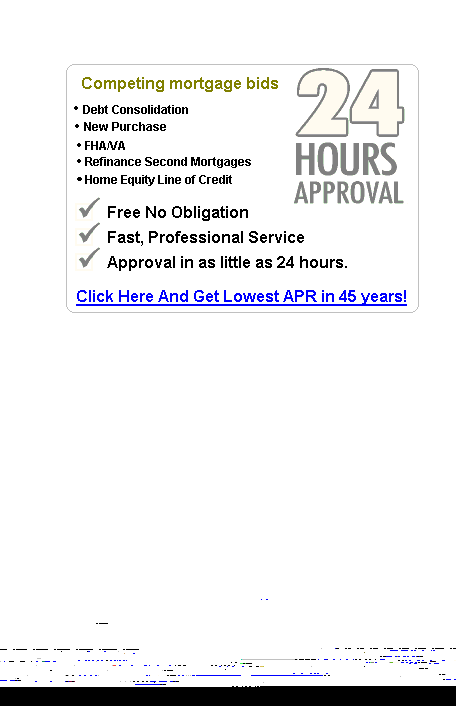 Competing mortgage bids
• Debt Consolidation
• New Purchase
• FHA/VA
• Refinance Second Mortgages
• Home Equity Line of Credit
24
HOURS
APPROVAL
Free No Obligation
Fast, Professional Service
Approval in as little as 24 hours.
Click Here And Get Lowest APR in 45 years!